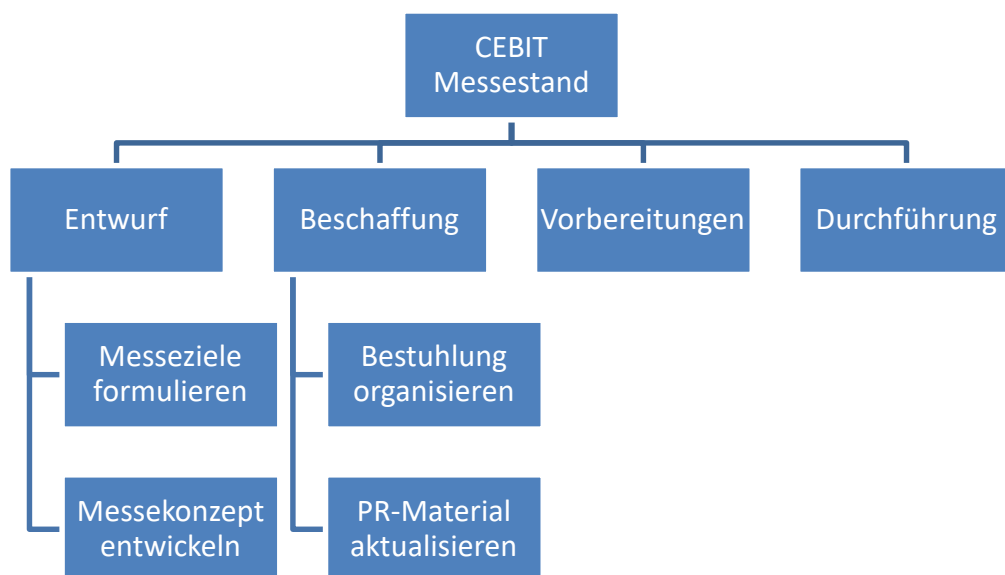 CEBIT
Messestand
Entwurf
Beschaffung
Vorbereitungen
Durchführung
Messeziele
formulieren
Bestuhlung
organisieren
Messekonzept
entwickeln
PR-Material
aktualisieren